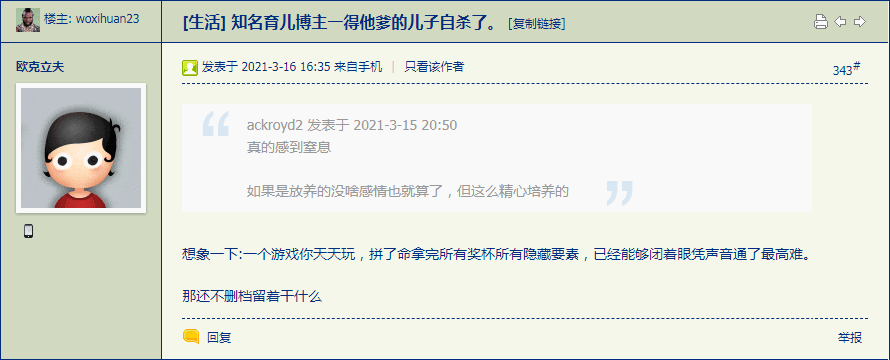 楼主: woxihuan23
[生活] 知名育儿博主一得他爹的儿子自杀了。 [复制链接]
欧克立夫
发表于 2021-3-16 16:35 来自手机 | 只看该作者
343#
ackroyd2 发表于 2021-3-15 20:50
真的感到窒息
如果是放养的没啥感情也就算了，但这么精心培养的
想象一下:一个游戏你天天玩，拼了命拿完所有奖杯所有隐藏要素，已经能够闭着眼凭声音通了最高难。
那还不删档留着干什么
回复
举报